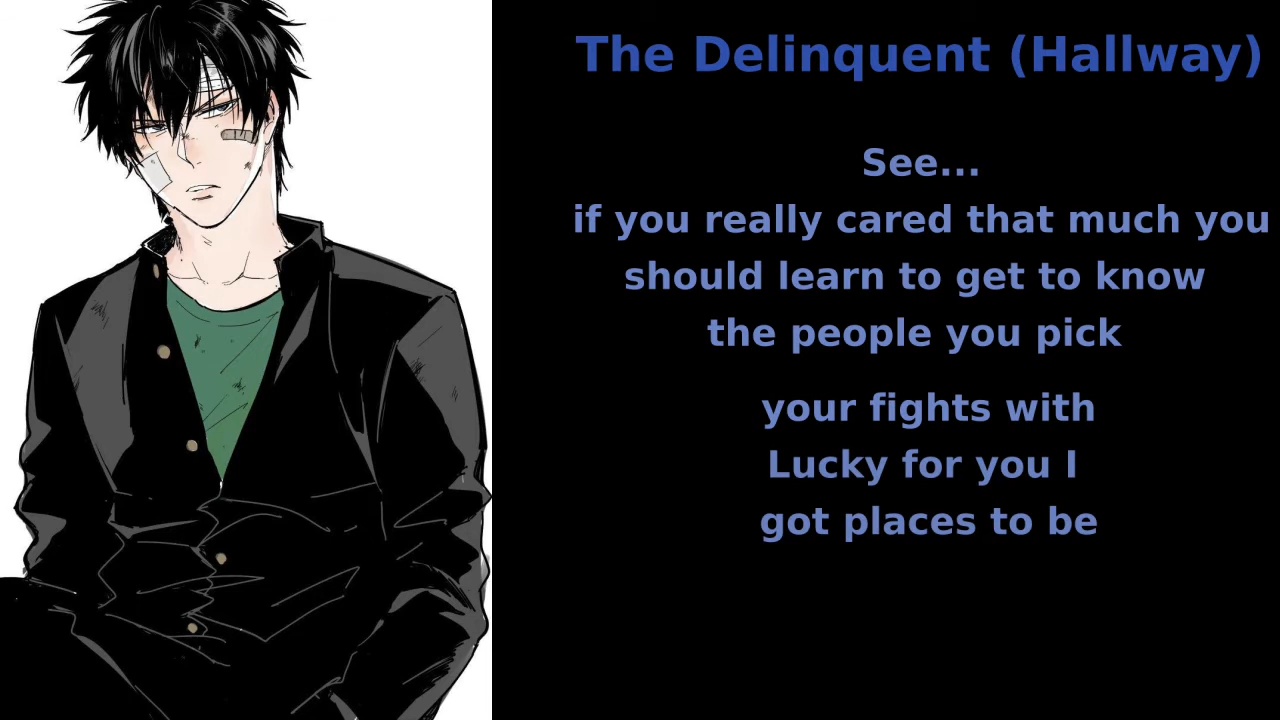 The Delinquent (Hallway)
See...
if you really cared that much you
should learn to get to know
the people you pick
your fights with
Lucky for you I
got places to be